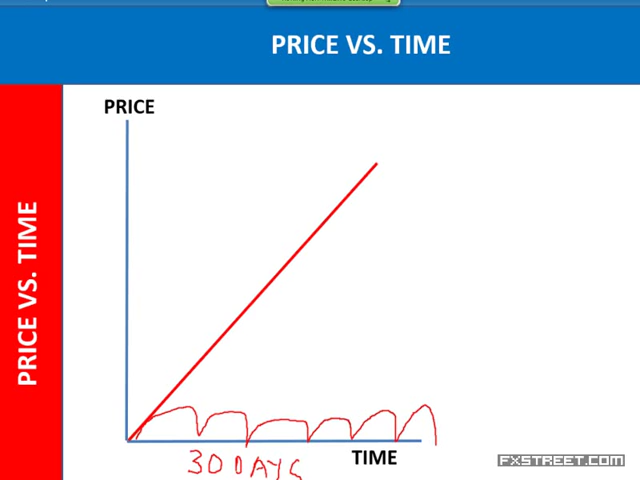 PRICE VS. TIME
PRICE
PRICE VS. TIME
TIME
30 DAYS
FXSTREET.COM